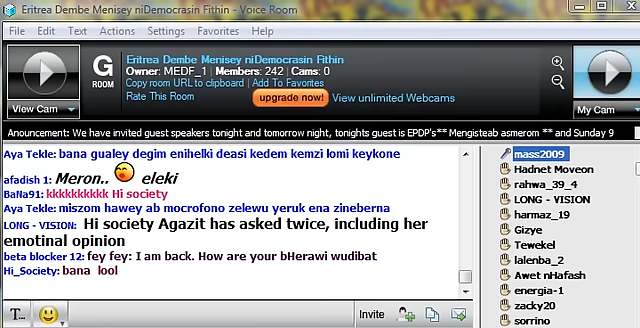 Eritrea Dembe Menisey niDemocrasin Fithin - Voice Room
File Edit Text Actions Settings Favorites Help
View Cam
G
ROOM
Eritrea Dembe Menisey niDemocrasin Fithin
Owner: MEDF_1 | Members: 242 | Cams: 0
Copy room URL to clipboard | Add To Favorites
Rate This Room
upgrade now! View unlimited Webcams
My Cam
Anouncement: We have invited guest speakers tonight and tomorrow night, tonights guest is EPDP's** Mengisteab asmerom ** and Sunday 9
Aya Tekle: bana gualey degim enihelki deasi kedem kemzi lomi keykone
afadish 1: Meron.. eleki
BaNa91: kkkkkkkkkk Hi society
Aya Tekle: miszom hawey ab mocrofono zelewu yeruk ena zineberna
LONG - VISION: Hi society Agazit has asked twice, including her
emotinal opinion
beta blocker 12: fey fey: I am back. How are your bHerawi wudibat
Hi_Society: bana lool
mass2009
Hadnet Moveon
rahwa_39_4
LONG - VISION
harmaz_19
Gizye
Tewekel
lalenba_2
Awet nHafash
energia-1
zacky20
sorrino
T...
Invite